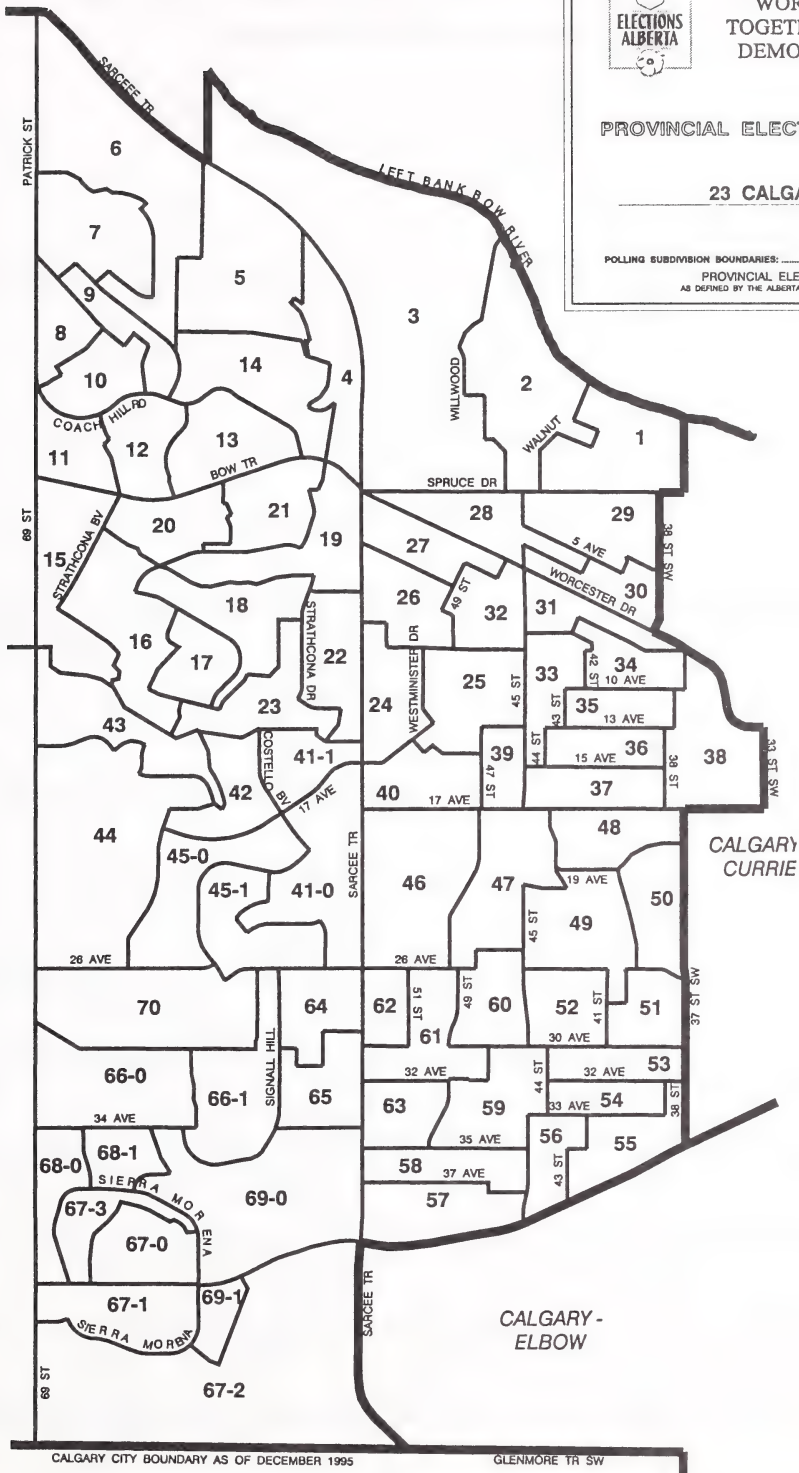 ELECTIONS
ALBERTA
PROVINCIAL
23
POLLING SUBDIVISION BOUNDARIES:
PROVINCIAL
AS DEFINED BY THE
SARCEE TR
PATRICK ST
LEFT BANK BOW RIVER
6
7
5
9
3
8
10
14
4
2
WILLWOOD
WALNUT
1
COACH HILL RD
11
12
13
BOW TR
SPRUCE DR
69 ST
20
21
19
28
29
38 ST SW
15
STRATHCONA BV
27
5 AVE
WORCESTER DR
30
18
26
49 ST
32
31
16
17
STRATHCONA DR
22
WESTMINISTER DR
25
45 ST
33
42 ST
34
10 AVE
23
24
43 ST
35
13 AVE
43
41-1
COSTELLO BV
39
44 ST
36
15 AVE
38
33 ST SW
42
17 AVE
40
17 AVE
47 ST
37
38 ST
44
45-0
45-1
41-0
SARCEE TR
46
47
48
19 AVE
45 ST
49
50
CALGARY
CURRIE
26 AVE
26 AVE
70
64
62
51 ST
49 ST
61
60
52
30 AVE
41 ST
51
37 ST SW
66-0
66-1
SIGNALL HILL
65
32 AVE
44 ST
32 AVE
53
34 AVE
63
59
33 AVE
54
38 ST
35 AVE
56
55
68-0
68-1
SIERRA MORENA
69-0
58
37 AVE
43 ST
67-3
67-0
57
67-1
69-1
SIERRA MORENA
SARCEE TR
CALGARY -
ELBOW
69 ST
67-2
CALGARY CITY BOUNDARY AS OF DECEMBER 1995
GLENMORE TR SW